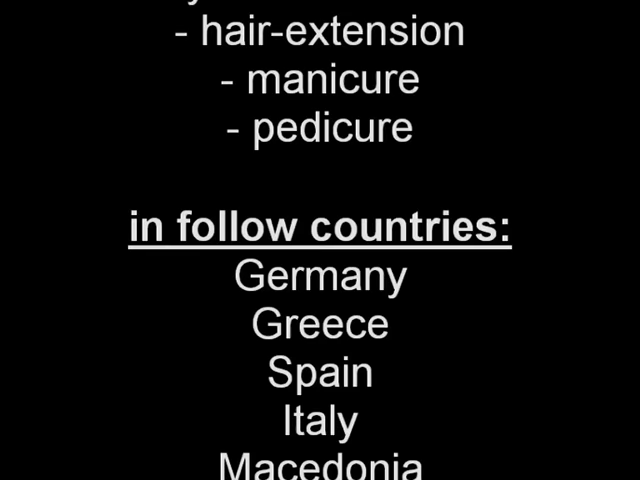 - hair-extension
- manicure
- pedicure
in follow countries:
Germany
Greece
Spain
Italy
Macedonia